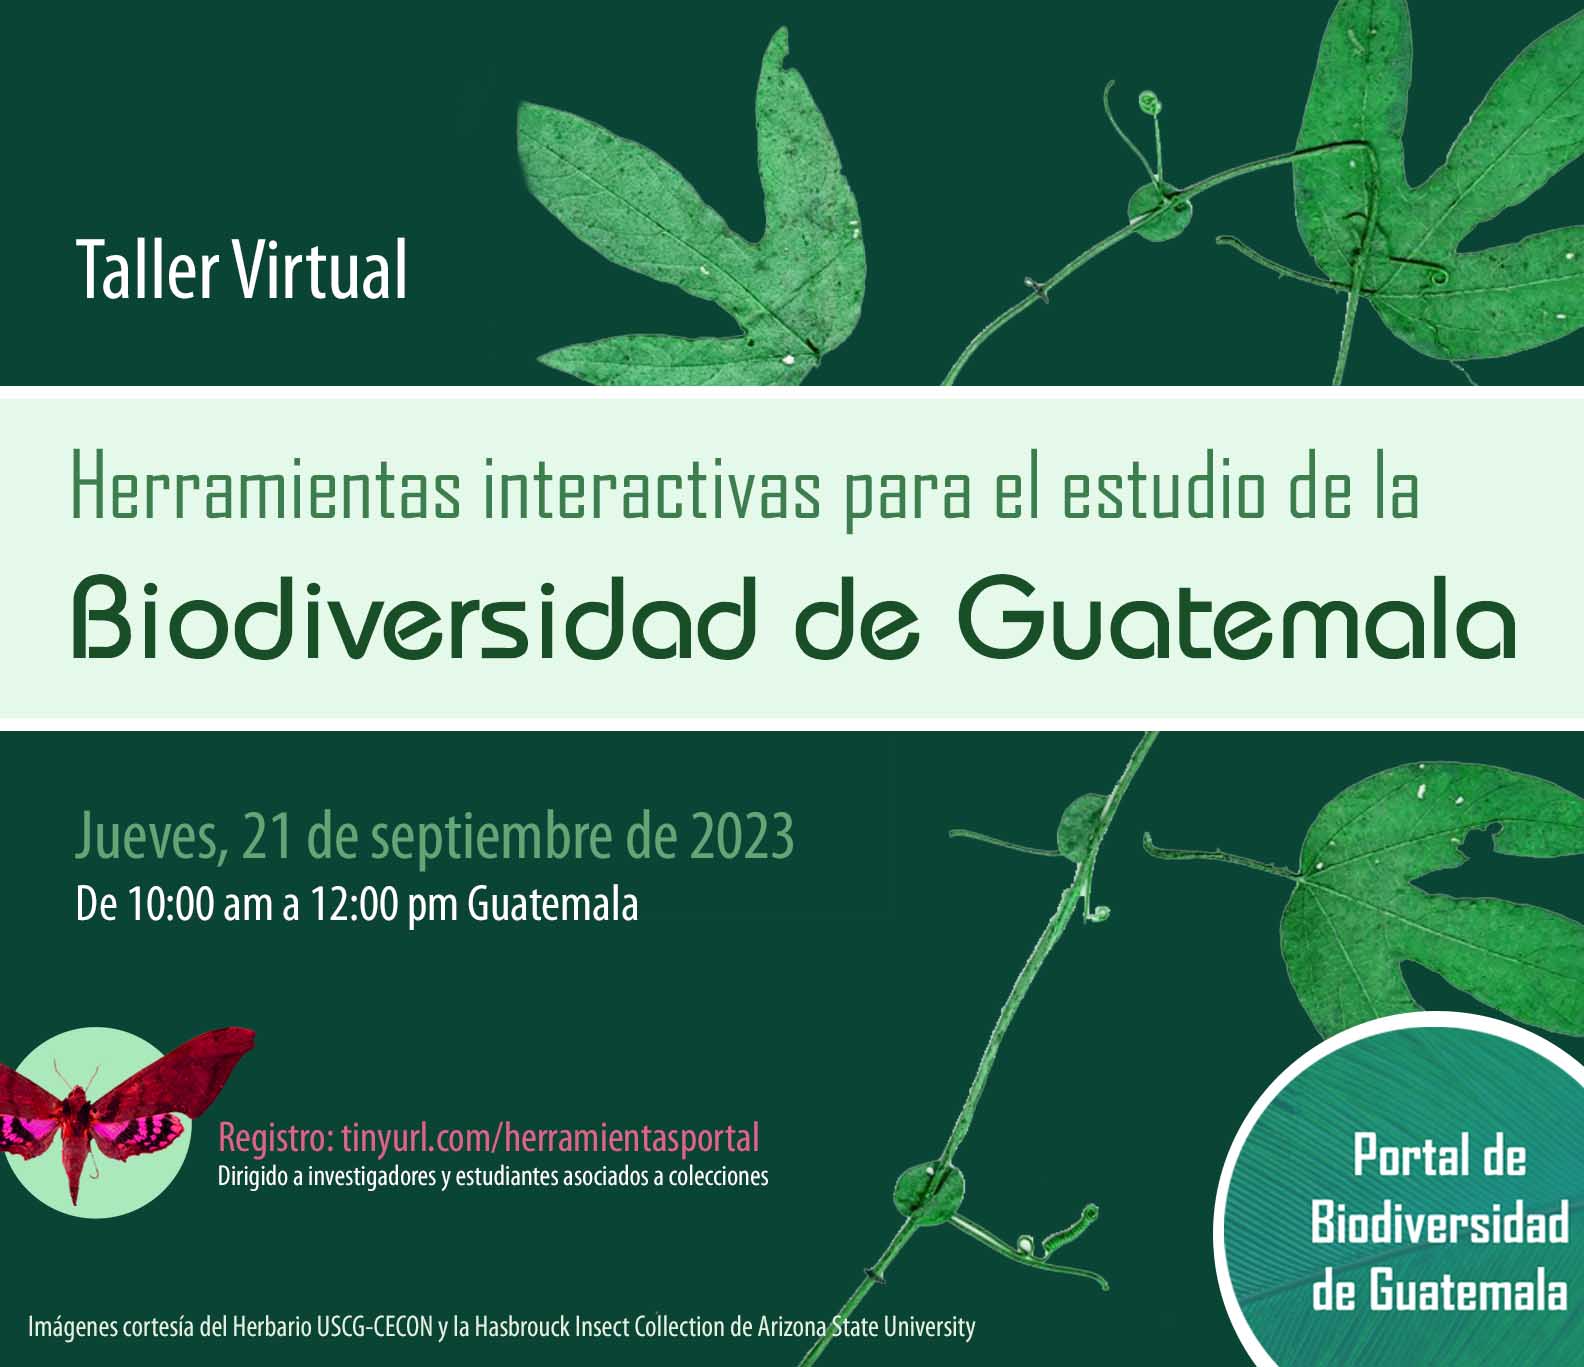 Taller Virtual
Herramientas interactivas para el estudio de la
Biodiversidad de Guatemala
Jueves, 21 de septiembre de 2023
De 10:00 am a 12:00 pm Guatemala
Registro: tinyurl.com/herramientasportal
Dirigido a investigadores y estudiantes asociados a colecciones
Portal de
Biodiversidad
de Guatemala
Imágenes cortesía del Herbario USCG-CECON y la Hasbrouck Insect Collection de Arizona State University